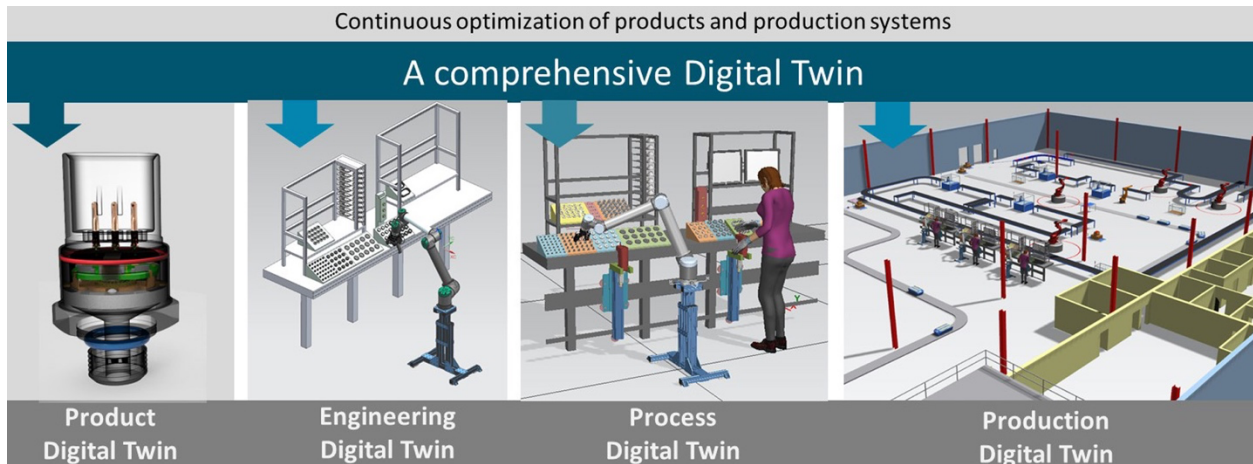 Continuous optimization of products and production systems
A comprehensive Digital Twin
Product
Digital Twin
Engineering
Digital Twin
Process
Digital Twin
Production
Digital Twin